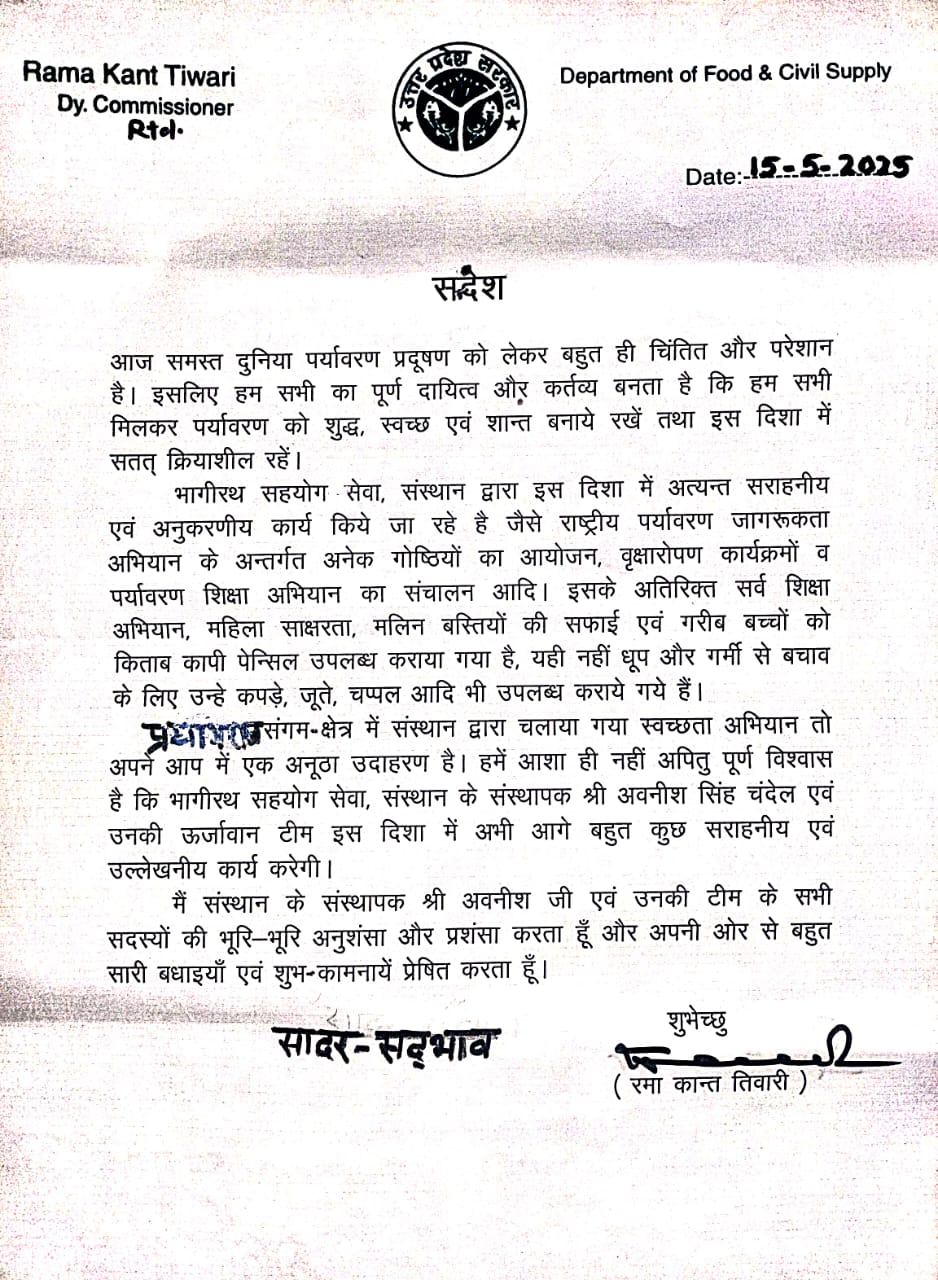 Rama Kant Tiwari
Dy. Commissioner
Rtd.
उत्तर प्रदेश सरकार
Department of Food & Civil Supply
Date:- 15-5-2025
सन्देश
आज समस्त दुनिया पर्यावरण प्रदूषण को लेकर बहुत ही चिंतित और परेशान
है। इसलिए हम सभी का पूर्ण दायित्व और कर्तव्य बनता है कि हम सभी
मिलकर पर्यावरण को शुद्ध, स्वच्छ एवं शान्त बनाये रखें तथा इस दिशा में
सतत् क्रियाशील रहें।
भागीरथ सहयोग सेवा, संस्थान द्वारा इस दिशा में अत्यन्त सराहनीय
एवं अनुकरणीय कार्य किये जा रहे है जैसे राष्ट्रीय पर्यावरण जागरूकता
अभियान के अन्तर्गत अनेक गोष्ठियों का आयोजन, वृक्षारोपण कार्यक्रमों व
पर्यावरण शिक्षा अभियान का संचालन आदि। इसके अतिरिक्त सर्व शिक्षा
अभियान, महिला साक्षरता, मलिन बस्तियों की सफाई एवं गरीब बच्चों को
किताब कापी पेन्सिल उपलब्ध कराया गया है, यही नहीं धूप और गर्मी से बचाव
के लिए उन्हे कपड़े, जूते, चप्पल आदि भी उपलब्ध कराये गये हैं।
संगम-क्षेत्र में संस्थान द्वारा चलाया गया स्वच्छता अभियान तो
अपने आप में एक अनूठा उदाहरण है। हमें आशा ही नहीं अपितु पूर्ण विश्वास
है कि भागीरथ सहयोग सेवा, संस्थान के संस्थापक श्री अवनीश सिंह चंदेल एवं
उनकी ऊर्जावान टीम इस दिशा में अभी आगे बहुत कुछ सराहनीय एवं
उल्लेखनीय कार्य करेगी।
मैं संस्थान के संस्थापक श्री अवनीश जी एवं उनकी टीम के सभी
सदस्यों की भूरि–भूरि अनुशंसा और प्रशंसा करता हूँ और अपनी ओर से बहुत
सारी बधाइयाँ एवं शुभ-कामनायें प्रेषित करता हूँ।
सादर-सद्‌भाव
शुभेच्छु
( रमा कान्त तिवारी )